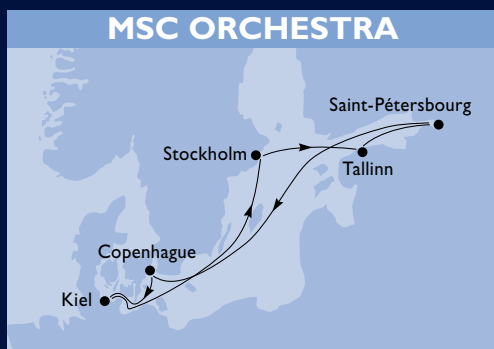 MSC ORCHESTRA
Saint-Pétersbourg
Stockholm
Tallinn
Copenhague
Kiel